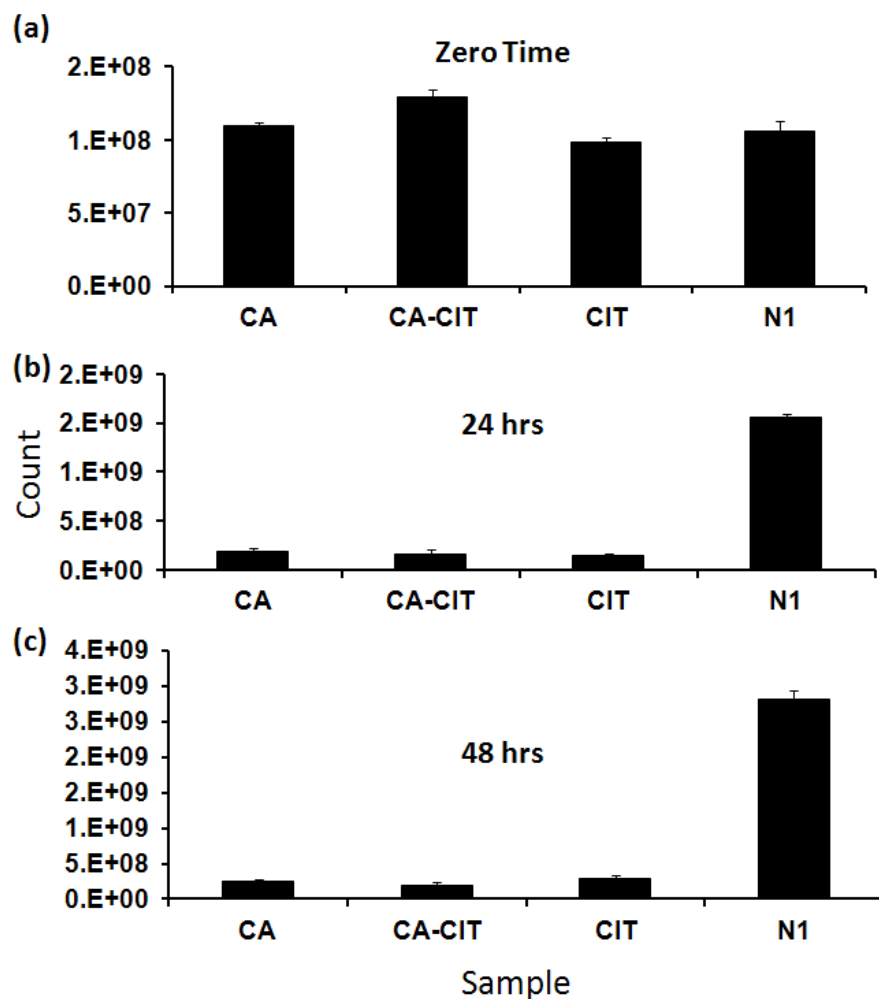 (a)
Zero Time
2.E+08
1.E+08
5.E+07
0.E+00
CA CA-CIT CIT N1
(b)
24 hrs
2.E+09
2.E+09
1.E+09
5.E+08
0.E+00
Count
CA CA-CIT CIT N1
(c)
48 hrs
4.E+09
3.E+09
3.E+09
2.E+09
2.E+09
1.E+09
5.E+08
0.E+00
CA CA-CIT CIT N1
Sample